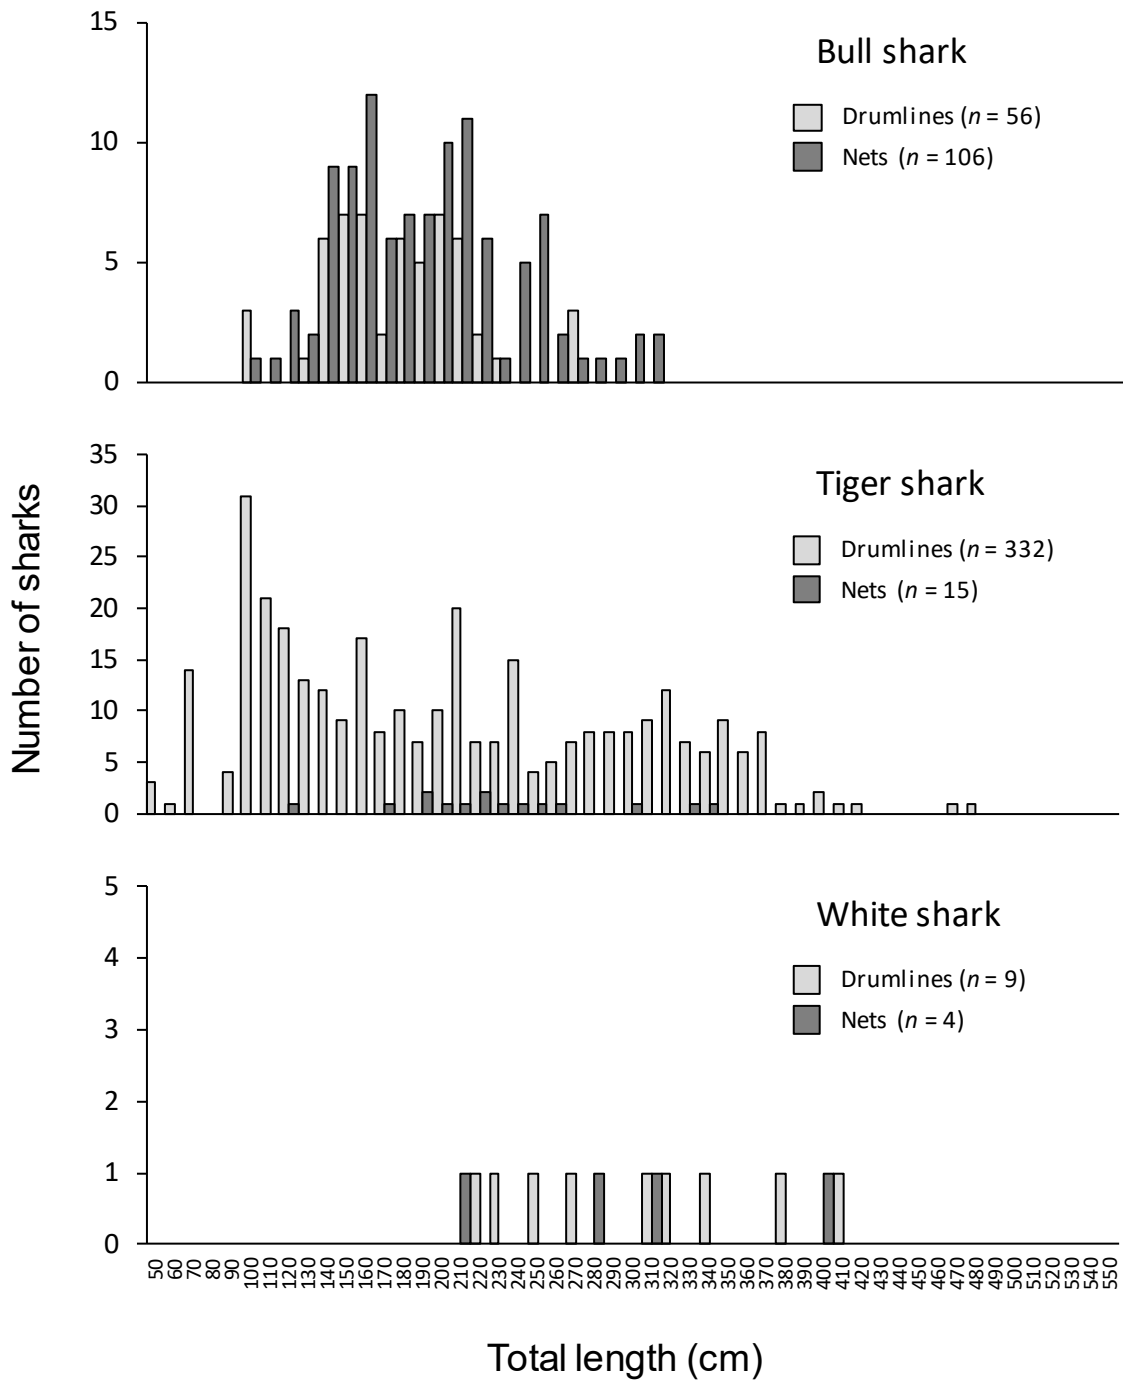 15
10
5
0
Bull shark
Drumlines (n = 56)
Nets (n = 106)
Number of sharks
35
30
25
20
15
10
5
0
Tiger shark
Drumlines (n = 332)
Nets (n = 15)
5
4
3
2
1
0
White shark
Drumlines (n = 9)
Nets (n = 4)
50 60 70 80 90 100 110 120 130 140 150 160 170 180 190 200 210 220 230 240 250 260 270 280 290 300 310 320 330 340 350 360 370 380 390 400 410 420 430 440 450 460 470 480 490 500 510 520 530 540 550
Total length (cm)